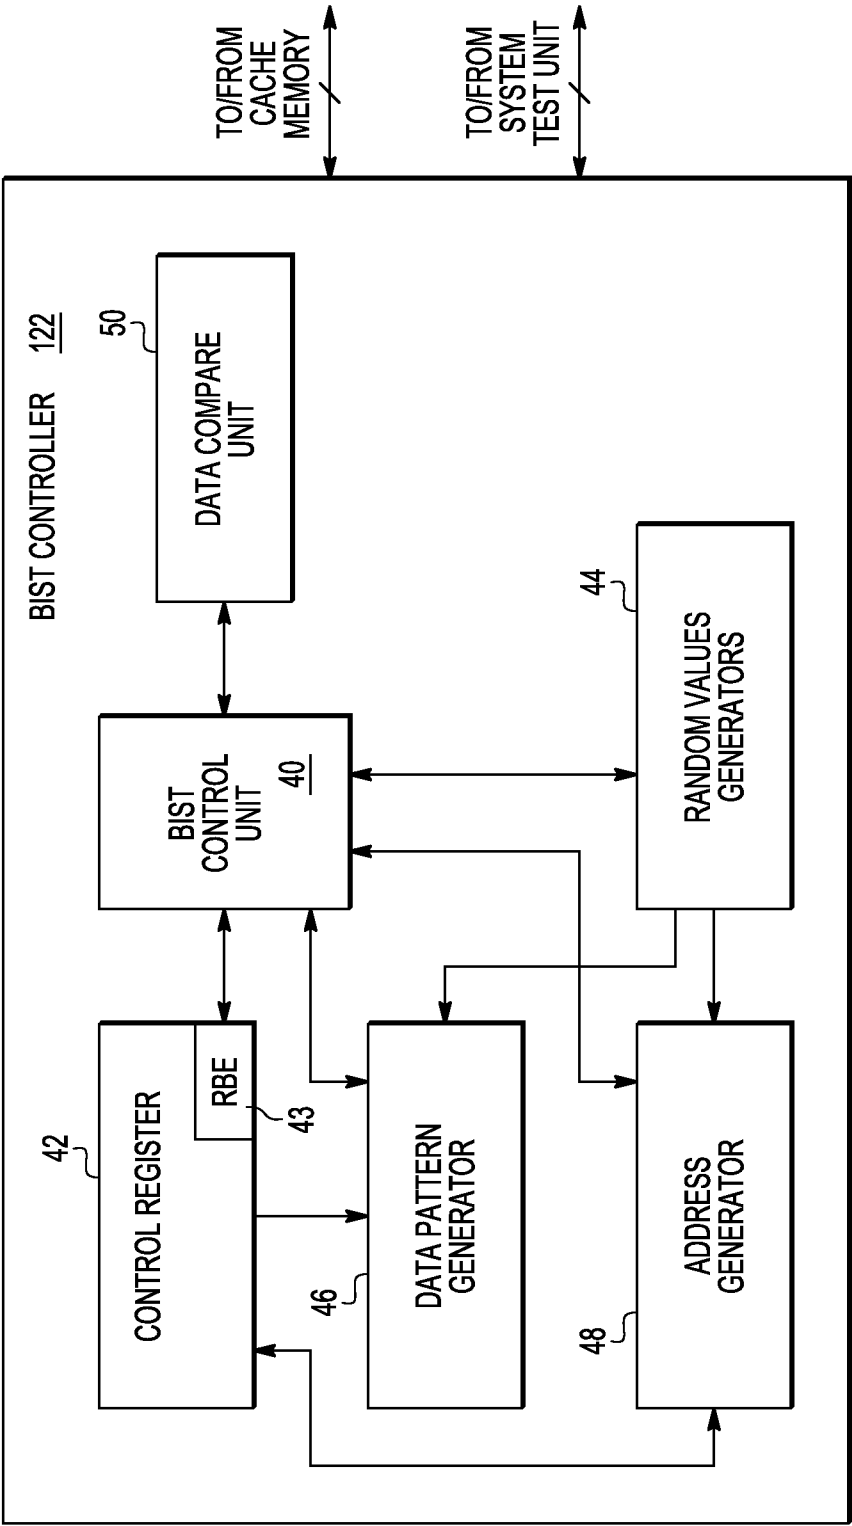 BIST CONTROLLER 122
42
CONTROL REGISTER
RBE
43
BIST
CONTROL
UNIT
40
50
DATA COMPARE
UNIT
TO/FROM
CACHE
MEMORY
46
DATA PATTERN
GENERATOR
TO/FROM
SYSTEM
TEST UNIT
48
ADDRESS
GENERATOR
44
RANDOM VALUES
GENERATORS